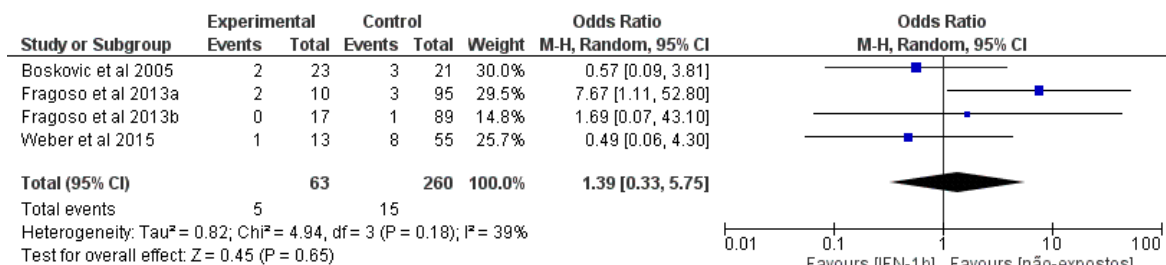 Experimental Control Odds Ratio Odds Ratio
Study or Subgroup Events Total Events Total Weight M-H, Random, 95% CI M-H, Random, 95% CI
Boskovic et al 2005 2 23 3 21 30.0% 0.57 [0.09, 3.81]
Fragoso et al 2013a 2 10 3 95 29.5% 7.67 [1.11, 52.80]
Fragoso et al 2013b 0 17 1 89 14.8% 1.69 [0.07, 43.10]
Weber et al 2015 1 13 8 55 25.7% 0.49 [0.06, 4.30]
Total (95% CI) 63 260 100.0% 1.39 [0.33, 5.75]
Total events 5 15
Heterogeneity: Tau² = 0.82; Chi² = 4.94, df = 3 (P = 0.18); I² = 39%
Test for overall effect: Z = 0.45 (P = 0.65)
0.01 0.1 1 10 100
Favours [IFN-1b] Favours [não-expostos]